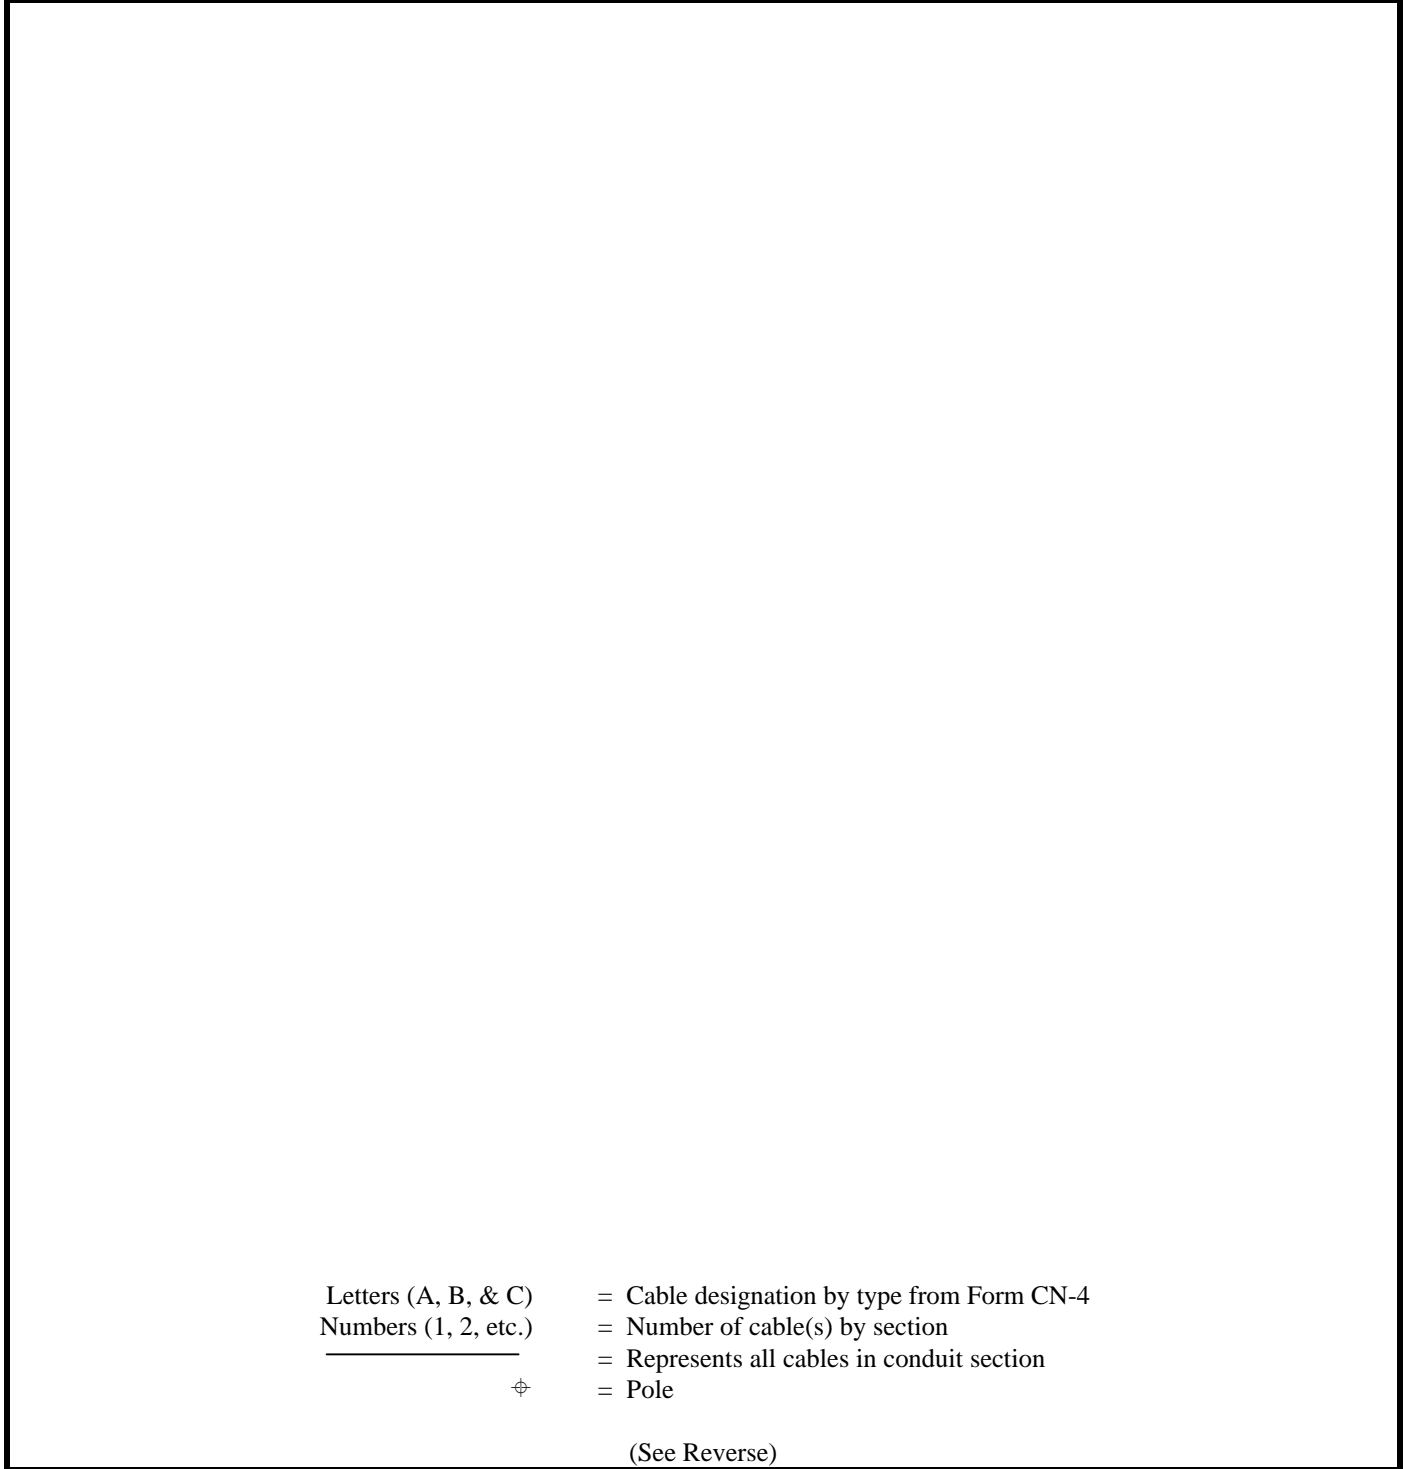 Letters (A, B, & C) = Cable designation by type from Form CN-4
Numbers (1, 2, etc.) = Number of cable(s) by section
= Represents all cables in conduit section
= Pole
(See Reverse)